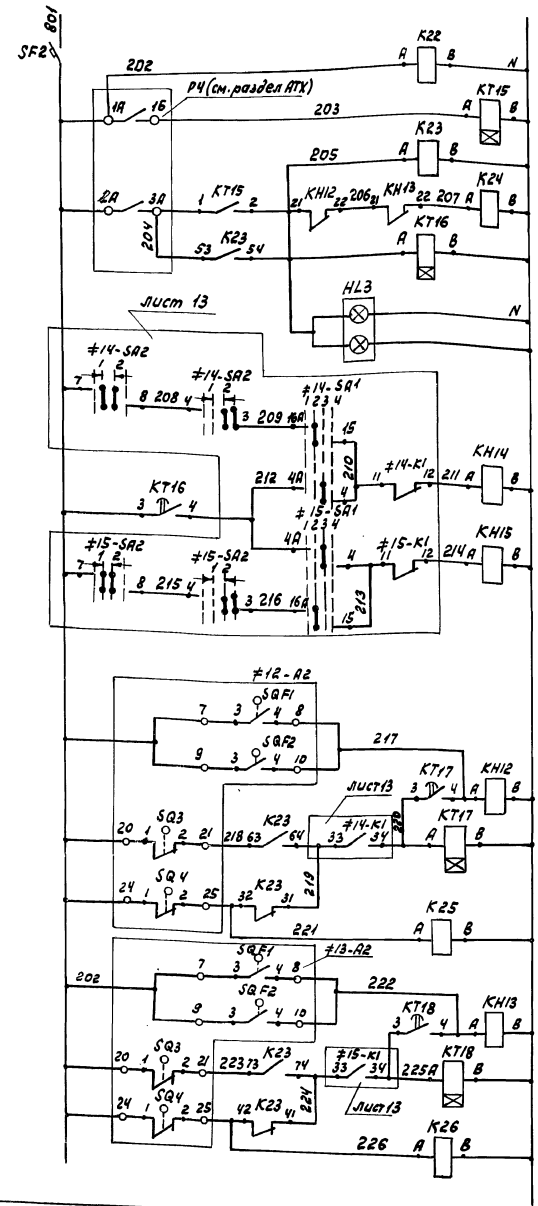 801
SF2
202 A K22 B N
1А 1Б Р4 (см. раздел АТХ) 203 A KT15 B
205 A K23 B
2А 3А 1 KT15 2 21 KH12 22 206 21 KH13 22 207 A K24 B
204
53 K23 54 A KT16 B
HL3 N
лист 13
7 ≠14-SA2 1 2 8 208 4 ≠14-SA2 1 2 3 209 16A ≠14-SA1 1 2 3 4 15
210
3 KT16 4 212 4A 4 11 ≠14-K1 12 211 A KH14 B
7 ≠15-SA2 1 2 8 215 4 ≠15-SA2 1 2 3 216 16A 4A ≠15-SA1 1 2 3 4 4 15
213
11 ≠15-K1 12 214 A KH15 B
≠12-A2
7 3 SQF1 4 8
9 3 SQF2 4 10
217
3 KT17 4 A KH12 B
20 1 SQ3 2 21 218 63 K23 64 лист 13 33 ≠14-K1 34 220 A KT17 B
24 1 SQ4 2 25 32 K23 31 219
221 A K25 B
≠13-A2
202
7 3 SQF1 4 8
9 3 SQF2 4 10
222
3 KT18 4 A KH13 B
20 1 SQ3 2 21 223 73 K23 74 33 ≠15-K1 34 225 A KT18 B
лист 13
24 1 SQ4 2 25 42 K23 41 224
226 A K26 B